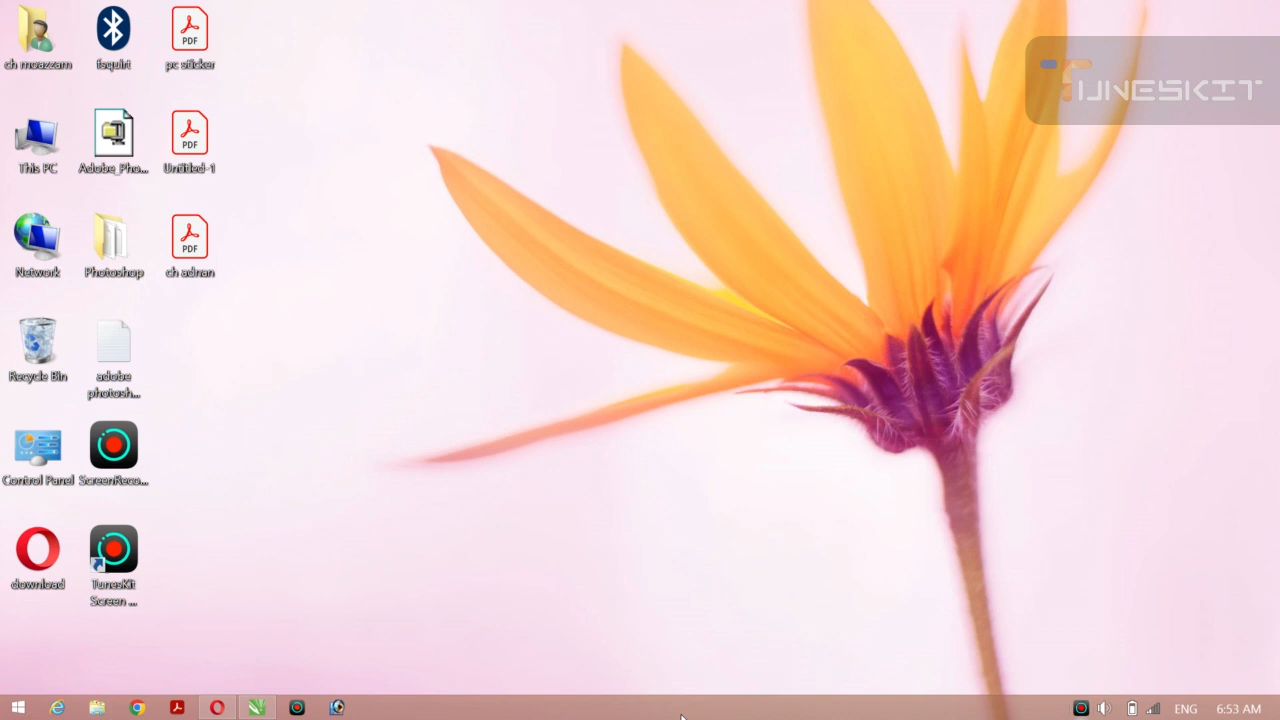 ch moazzam
fsquirt
PDF
pc sticker
TUNESKIT
This PC
Adobe_Pho...
PDF
Untitled-1
Network
Photoshop
PDF
ch adnan
Recycle Bin
adobe
photosh...
Control Panel
ScreenReco...
download
TunesKit
Screen ...
ENG
6:53 AM